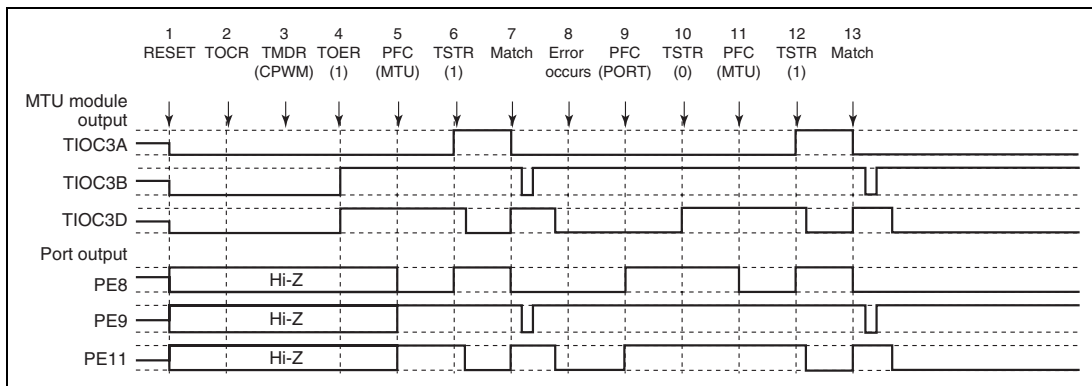 1 2 3 4 5 6 7 8 9 10 11 12 13
RESET TOCR TMDR TOER PFC TSTR Match Error PFC TSTR PFC TSTR Match
(CPWM) (1) (MTU) (1) occurs (PORT) (0) (MTU) (1)
MTU module
output
TIOC3A
TIOC3B
TIOC3D
Port output
PE8 Hi-Z
PE9 Hi-Z
PE11 Hi-Z